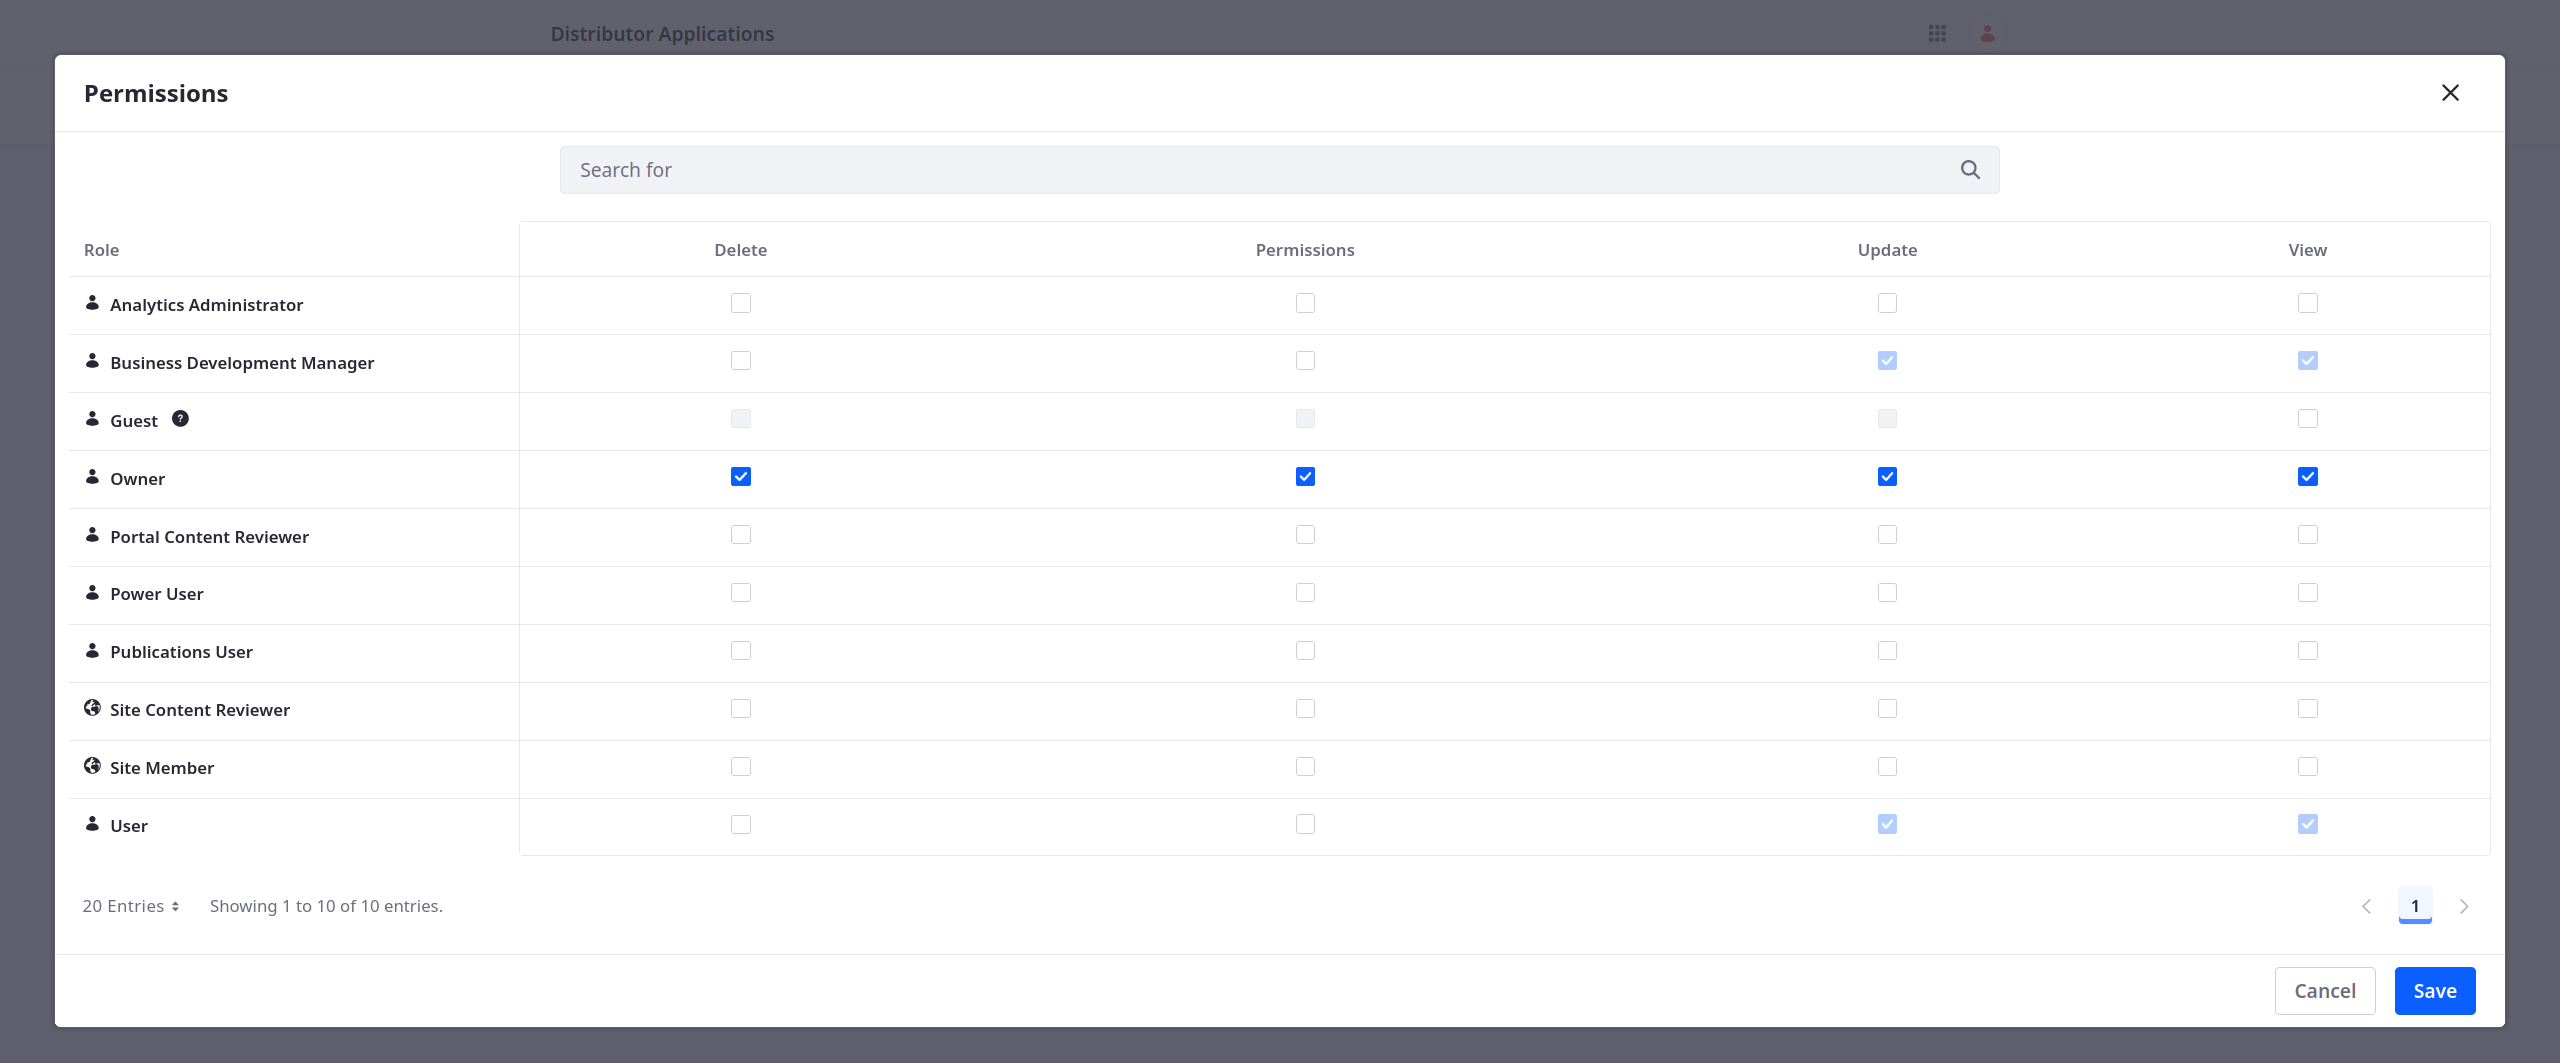 Distributor Applications
Permissions
Search for
Role Delete Permissions Update View
Analytics Administrator
Business Development Manager
Guest ?
Owner
Portal Content Reviewer
Power User
Publications User
Site Content Reviewer
Site Member
User
20 Entries Showing 1 to 10 of 10 entries. 1
Cancel Save